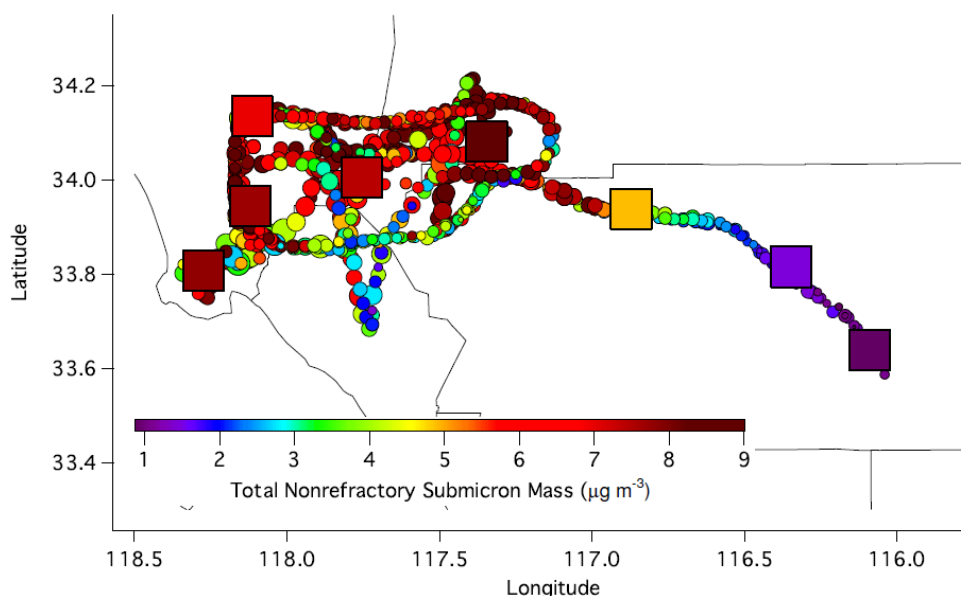 34.2
34.0
33.8
33.6
33.4
Latitude
1 2 3 4 5 6 7 8 9
Total Nonrefractory Submicron Mass (µg m-3)
118.5 118.0 117.5 117.0 116.5 116.0
Longitude